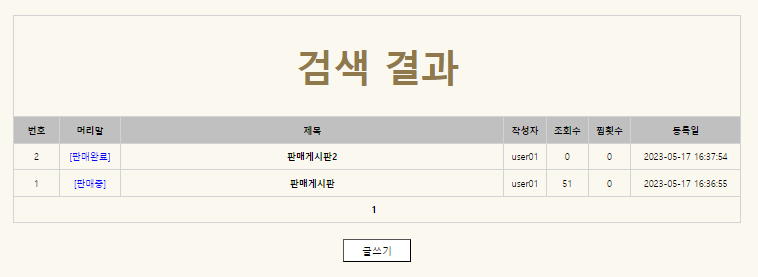 검색 결과
번호 머리말 제목 작성자 조회수 찜횟수 등록일
2 [판매완료] 판매게시판2 user01 0 0 2023-05-17 16:37:54
1 [판매중] 판매게시판 user01 51 0 2023-05-17 16:36:55
1
글쓰기